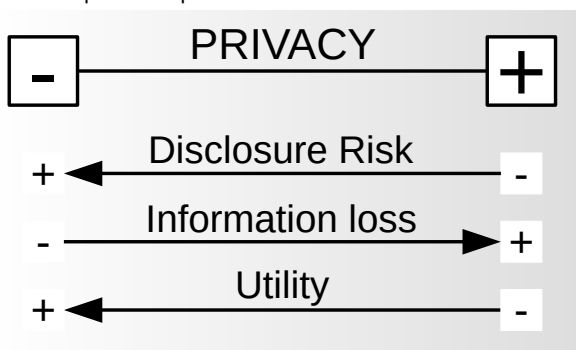 PRIVACY
- +
Disclosure Risk
+ -
Information loss
- +
Utility
+ -